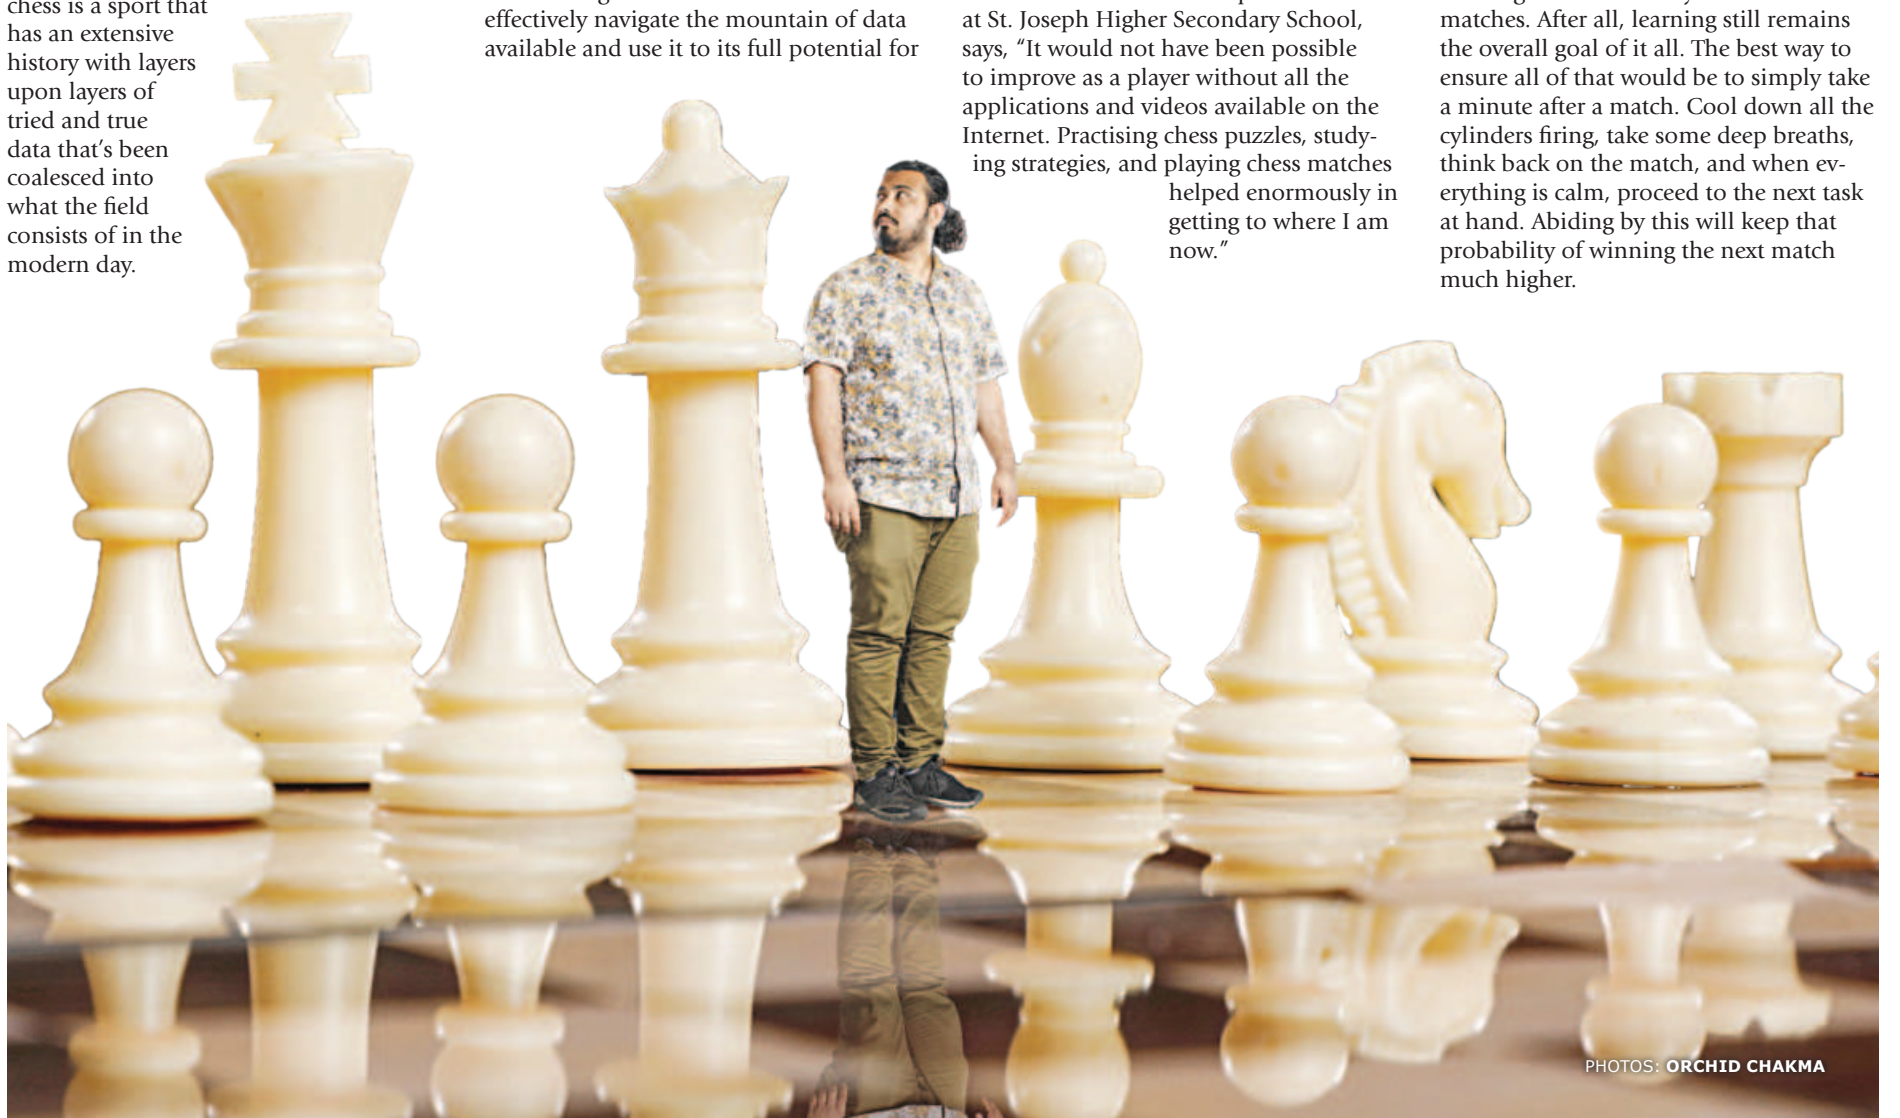 chess is a sport that
has an extensive
history with layers
upon layers of
tried and true
data that's been
coalesced into
what the field
consists of in the
modern day.
effectively navigate the mountain of data
available and use it to its full potential for
at St. Joseph Higher Secondary School,
says, “It would not have been possible
to improve as a player without all the
applications and videos available on the
Internet. Practising chess puzzles, study-
ing strategies, and playing chess matches
helped enormously in
getting to where I am
now.”
matches. After all, learning still remains
the overall goal of it all. The best way to
ensure all of that would be to simply take
a minute after a match. Cool down all the
cylinders firing, take some deep breaths,
think back on the match, and when ev-
erything is calm, proceed to the next task
at hand. Abiding by this will keep that
probability of winning the next match
much higher.
PHOTOS: ORCHID CHAKMA